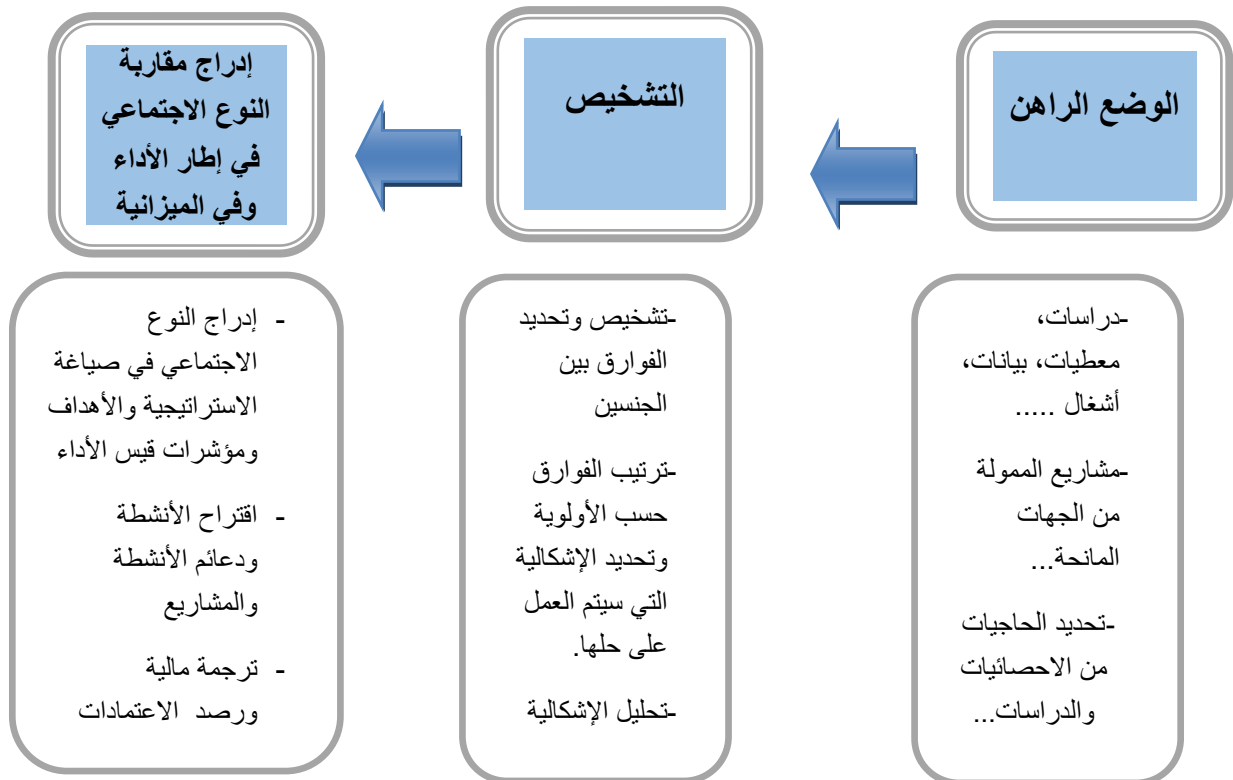 الوضع الراهن
التشخيص
إدراج مقاربة
النوع الاجتماعي
في إطار الأداء
وفي الميزانية
-دراسات،
معطيات، بيانات،
أشغال .....
-مشاريع الممولة
من الجهات
المانحة...
-تحديد الحاجيات
من الاحصائيات
والدراسات...
-تشخيص وتحديد
الفوارق بين
الجنسين
-ترتيب الفوارق
حسب الأولوية
وتحديد الإشكالية
التي سيتم العمل
على حلها.
-تحليل الإشكالية
- إدراج النوع
الاجتماعي في صياغة
الاستراتيجية والأهداف
ومؤشرات قيس الأداء
- اقتراح الأنشطة
ودعائم الأنشطة
والمشاريع
- ترجمة مالية
ورصد الاعتمادات